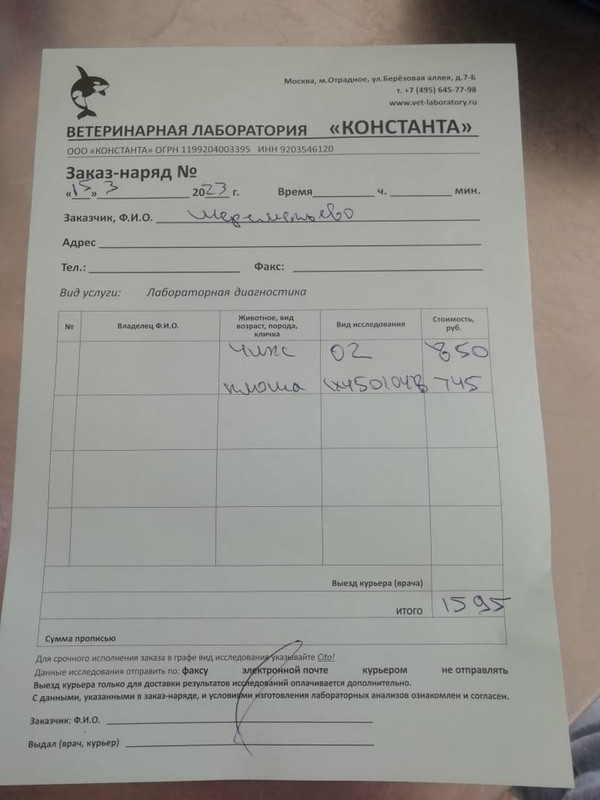 Москва, м.Отрадное, ул.Берёзовая аллея, д.7-Б
т. +7 (495) 645-77-98
www.vet-laboratory.ru
ВЕТЕРИНАРНАЯ ЛАБОРАТОРИЯ «КОНСТАНТА»
ООО «КОНСТАНТА» ОГРН 1199204003395 ИНН 9203546120
Заказ-наряд №
«15» 3 2023 г. Время ч. мин.
Заказчик, Ф.И.О. Шереметьево
Адрес
Тел.: Факс:
Вид услуги: Лабораторная диагностика
№ Владелец Ф.И.О. Животное, вид возраст, порода, кличка Вид исследования Стоимость, руб.
Чипс 02 850
745
Выезд курьера (врача)
ИТОГО 1595
Сумма прописью
Для срочного исполнения заказа в графе вид исследования указывайте Cito!
Данные исследования отправить по: факсу электронной почте курьером не отправлять
Выезд курьера только для доставки результатов исследований оплачивается дополнительно.
С данными, указанными в заказ-наряде, и условиями изготовления лабораторных анализов ознакомлен и согласен.
Заказчик: Ф.И.О.
Выдал (врач, курьер)